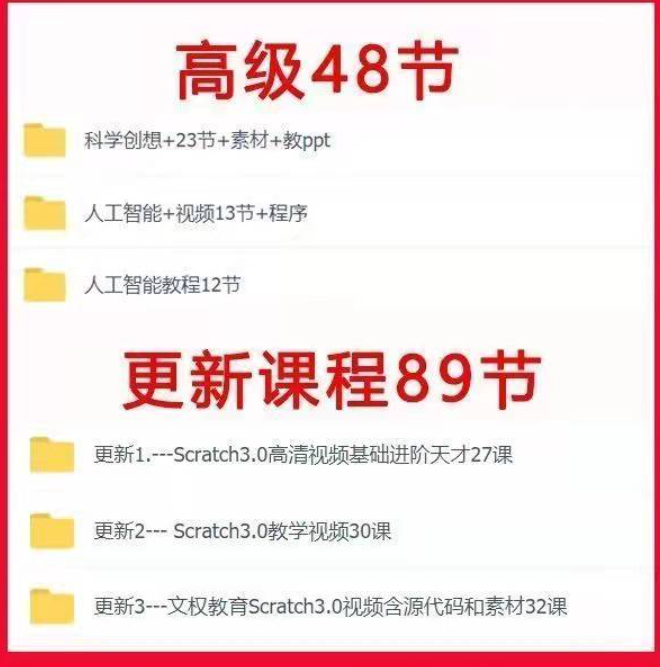 高级48节
科学创想+23节+素材+教ppt
人工智能+视频13节+程序
人工智能教程12节
更新课程89节
更新1.---Scratch3.0高清视频基础进阶天才27课
更新2--- Scratch3.0教学视频30课
更新3---文权教育Scratch3.0视频含源代码和素材32课